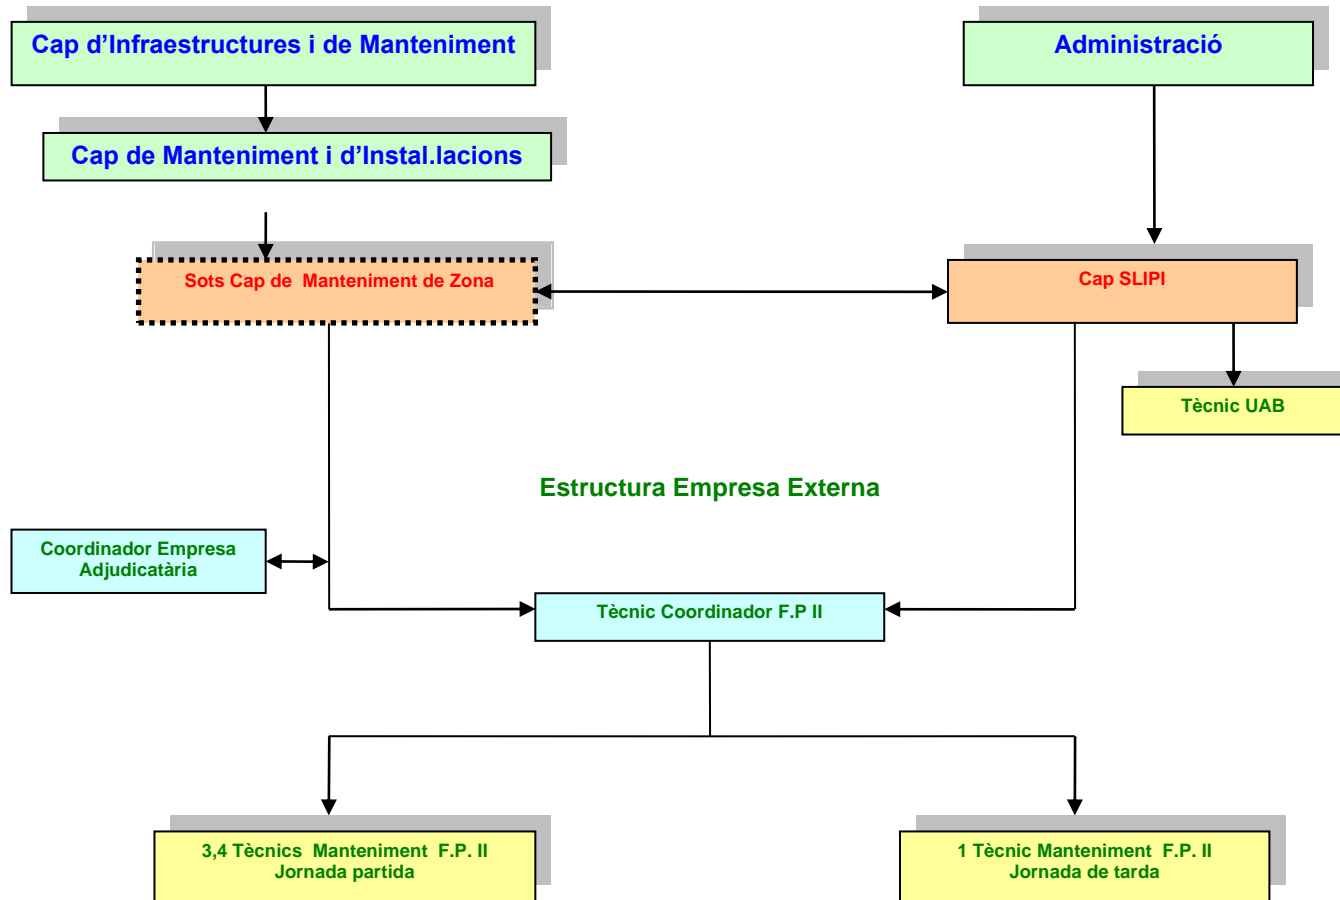 Cap d’Infraestructures i de Manteniment
Administració
Cap de Manteniment i d’Instal.lacions
Sots Cap de  Manteniment de Zona
Cap SLIPI
Tècnic UAB
Estructura Empresa Externa
Coordinador Empresa
Adjudicatària
Tècnic Coordinador F.P II
3,4 Tècnics  Manteniment  F.P. II
Jornada partida
1 Tècnic Manteniment  F.P. II
Jornada de tarda